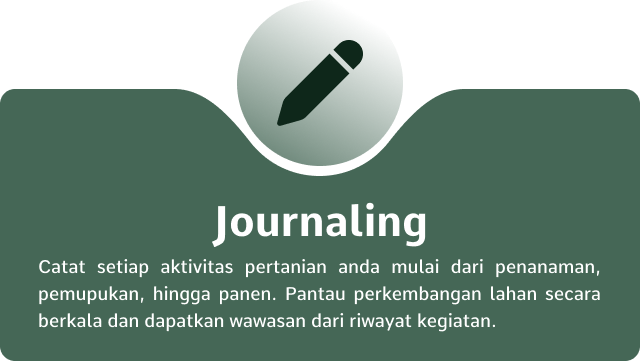 Journaling
Catat setiap aktivitas pertanian anda mulai dari penanaman,
pemupukan, hingga panen. Pantau perkembangan lahan secara
berkala dan dapatkan wawasan dari riwayat kegiatan.